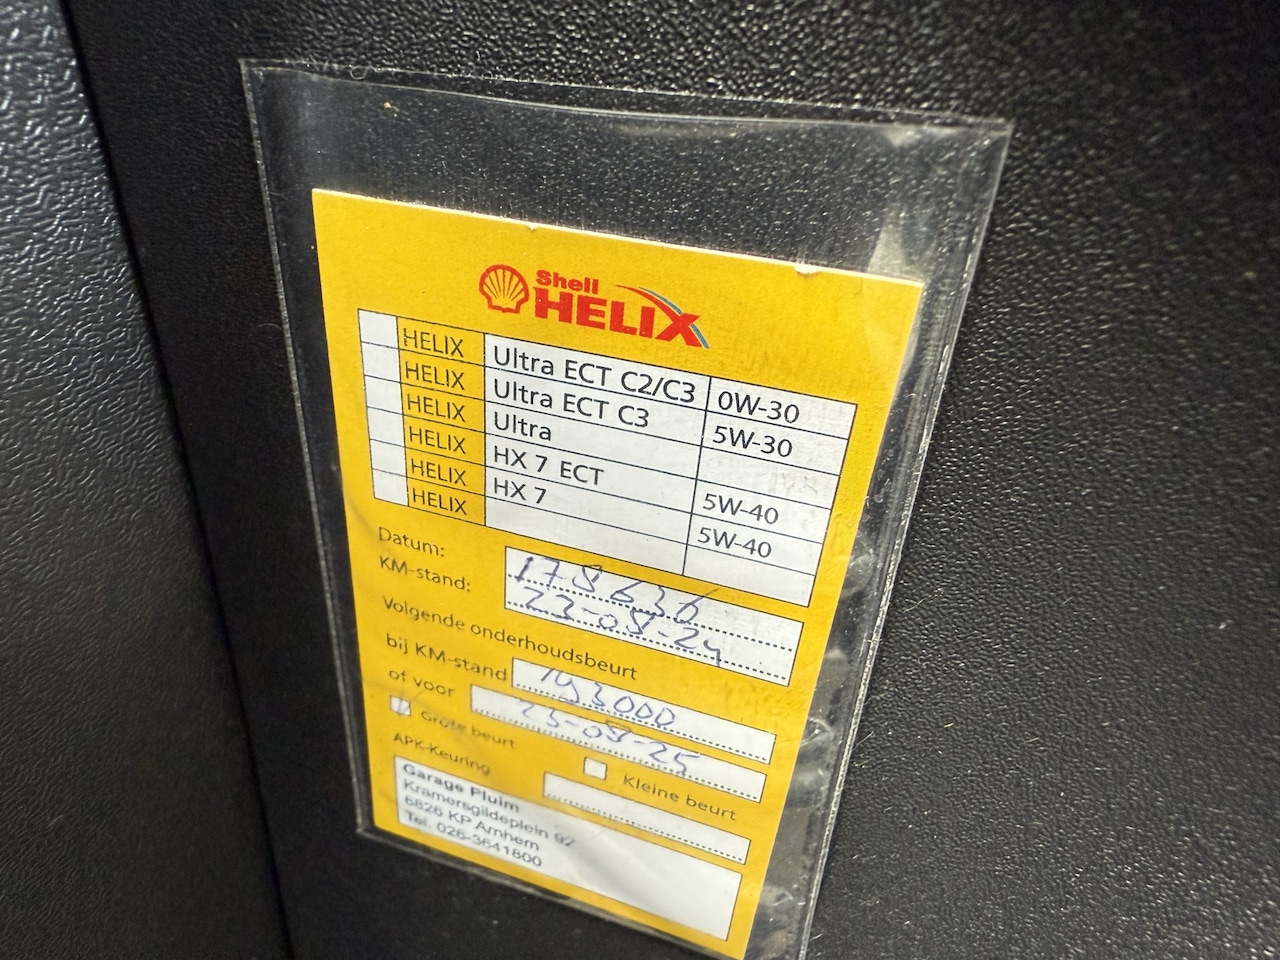 Shell
HELIX
HELIX Ultra ECT C2/C3 0W-30
HELIX Ultra ECT C3 5W-30
HELIX Ultra
HELIX HX 7 ECT 5W-40
HELIX HX 7 5W-40
HELIX
Datum: 178636
KM-stand: 23-08-24
Volgende onderhoudsbeurt
bij KM-stand 193000
of voor 23-08-25
Grote beurt Kleine beurt
APK-Keuring
Garage Pluim
Kramersgildeplein 92
6826 KP Arnhem
Tel. 026-3641800